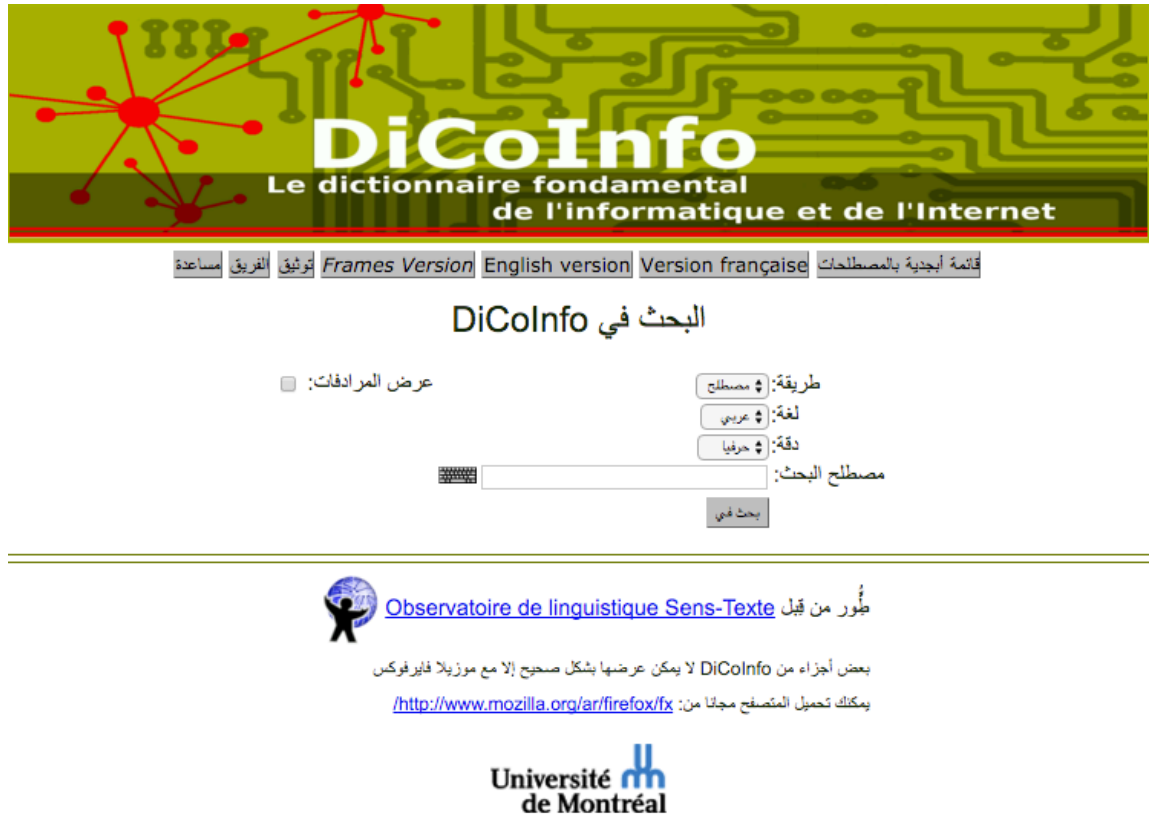 DiCoInfo
Le dictionnaire fondamental
de l'informatique et de l'Internet
قائمة أبجدية بالمصطلحات Version française English version Frames Version توثيق الفريق مساعدة
البحث في DiCoInfo
طريقة: مصطلح عرض المرادفات:
لغة: عربي
دقة: حرفيا
مصطلح البحث:
بحث في
طُور من قِبل Observatoire de linguistique Sens-Texte
بعض أجزاء من DiCoInfo لا يمكن عرضها بشكل صحيح إلا مع موزيلا فايرفوكس
يمكنك تحميل المتصفح مجانا من: http://www.mozilla.org/ar/firefox/fx/
Université
de Montréal